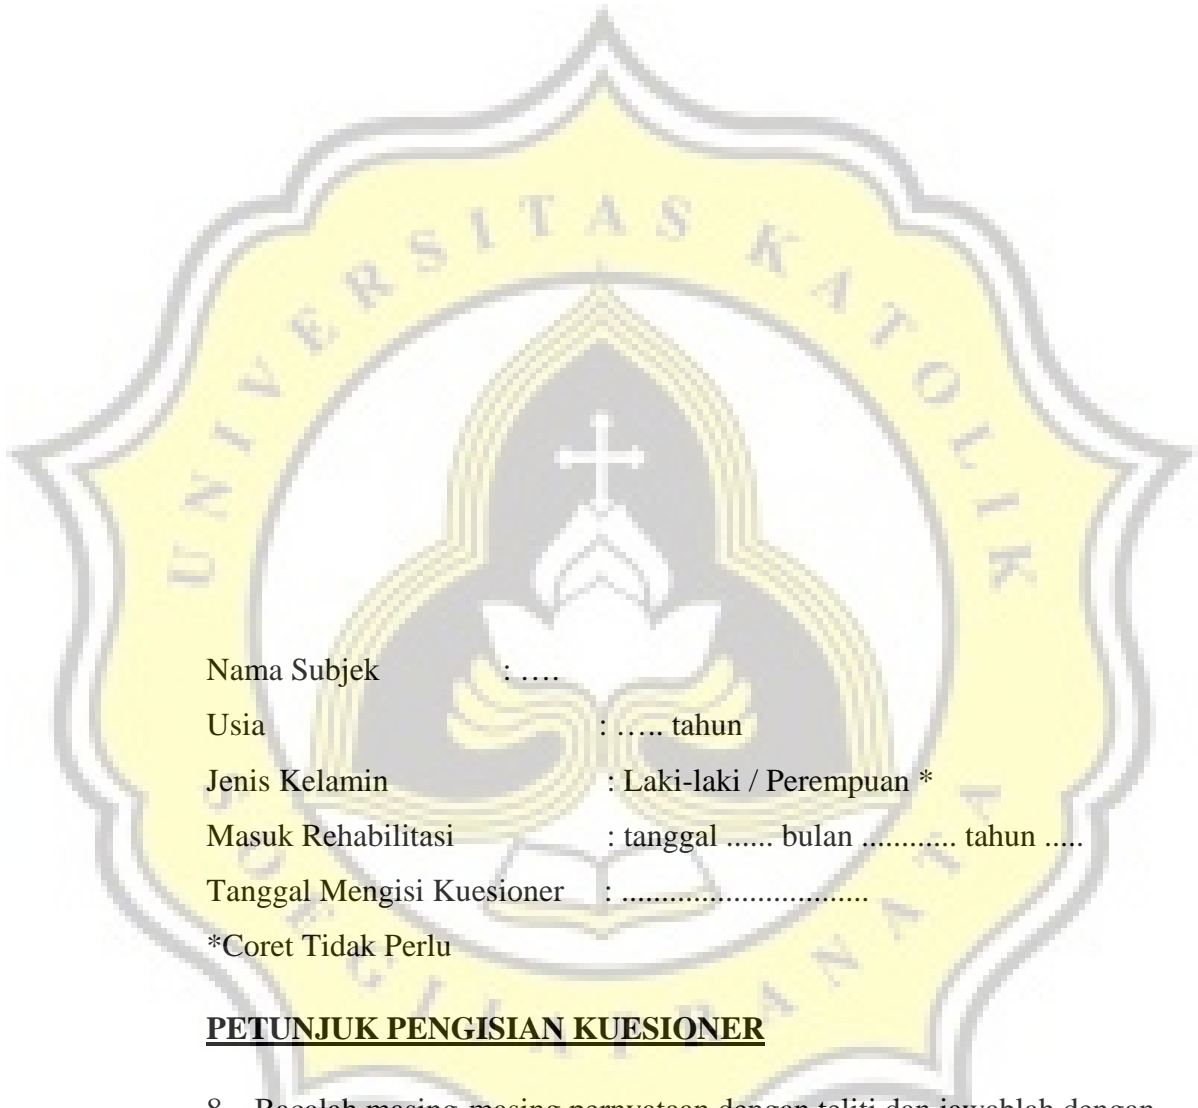 UNIVERSITAS KATOLIK
Nama Subjek : ….
Usia : ….. tahun
Jenis Kelamin : Laki-laki / Perempuan *
Masuk Rehabilitasi : tanggal ...... bulan ............ tahun .....
Tanggal Mengisi Kuesioner : ...............................
*Coret Tidak Perlu
SOEGIJAPRANATA
PETUNJUK PENGISIAN KUESIONER
8. Bacalah masing-masing pernyataan dengan teliti dan jawablah dengan